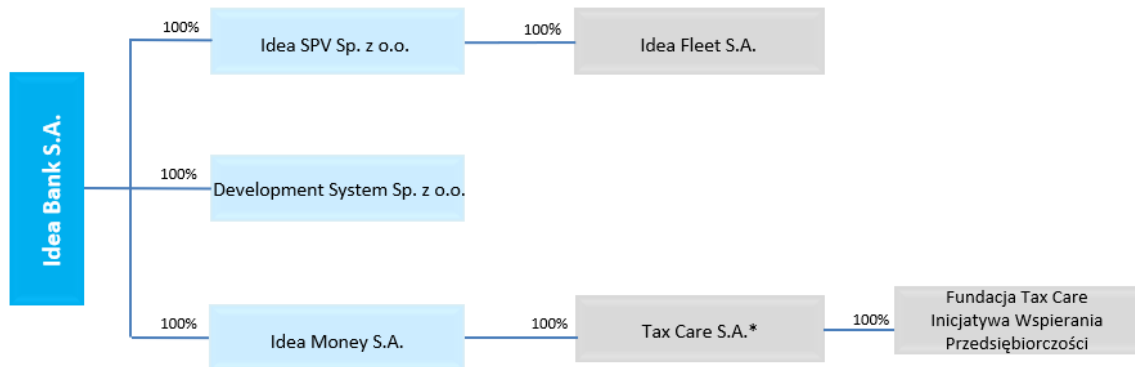 Idea Bank S.A.
100%
Idea SPV Sp. z o.o.
100%
Idea Fleet S.A.
100%
Development System Sp. z o.o.
100%
Idea Money S.A.
100%
Tax Care S.A.*
100%
Fundacja Tax Care
Inicjatywa Wspierania
Przedsiębiorczości